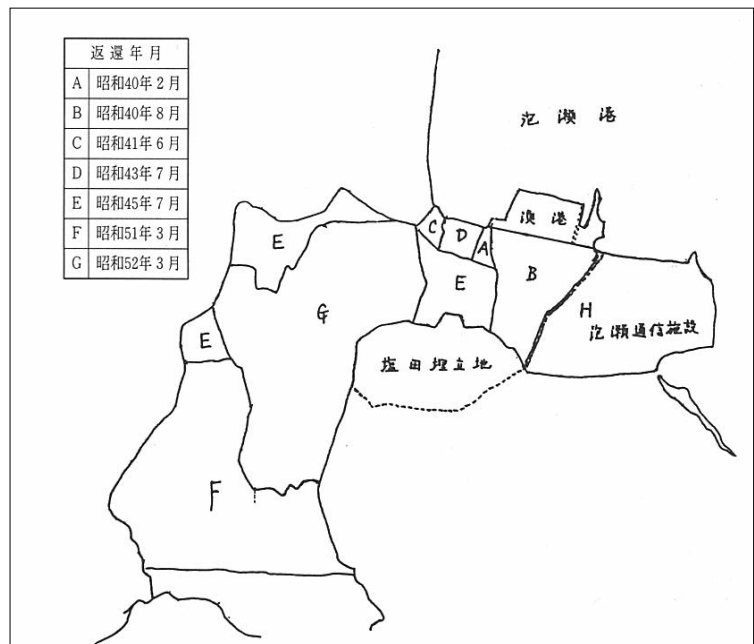 返還年月
A 昭和40年2月
B 昭和40年8月
C 昭和41年6月
D 昭和43年7月
E 昭和45年7月
F 昭和51年3月
G 昭和52年3月
泡瀬港
漁港
C
D
A
E
E
B
G
H
泡瀬通信施設
E
塩田埋立地
F